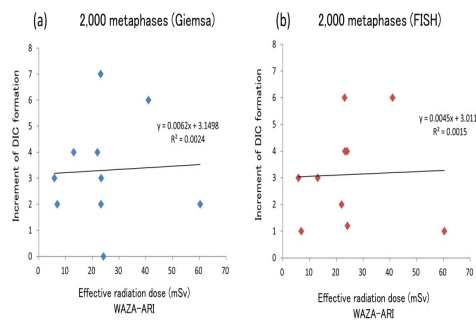 (a) 2,000 metaphases (Giemsa)
Increment of DIC formation
8
7
6
5
4
3
2
1
0
y = 0.0062x + 3.1498
R² = 0.0024
0 10 20 30 40 50 60 70
Effective radiation dose (mSv)
WAZA-ARI
(b) 2,000 metaphases (FISH)
Increment of DIC formation
8
7
6
5
4
3
2
1
0
y = 0.0045x + 3.011
R² = 0.0015
0 10 20 30 40 50 60 70
Effective radiation dose (mSv)
WAZA-ARI